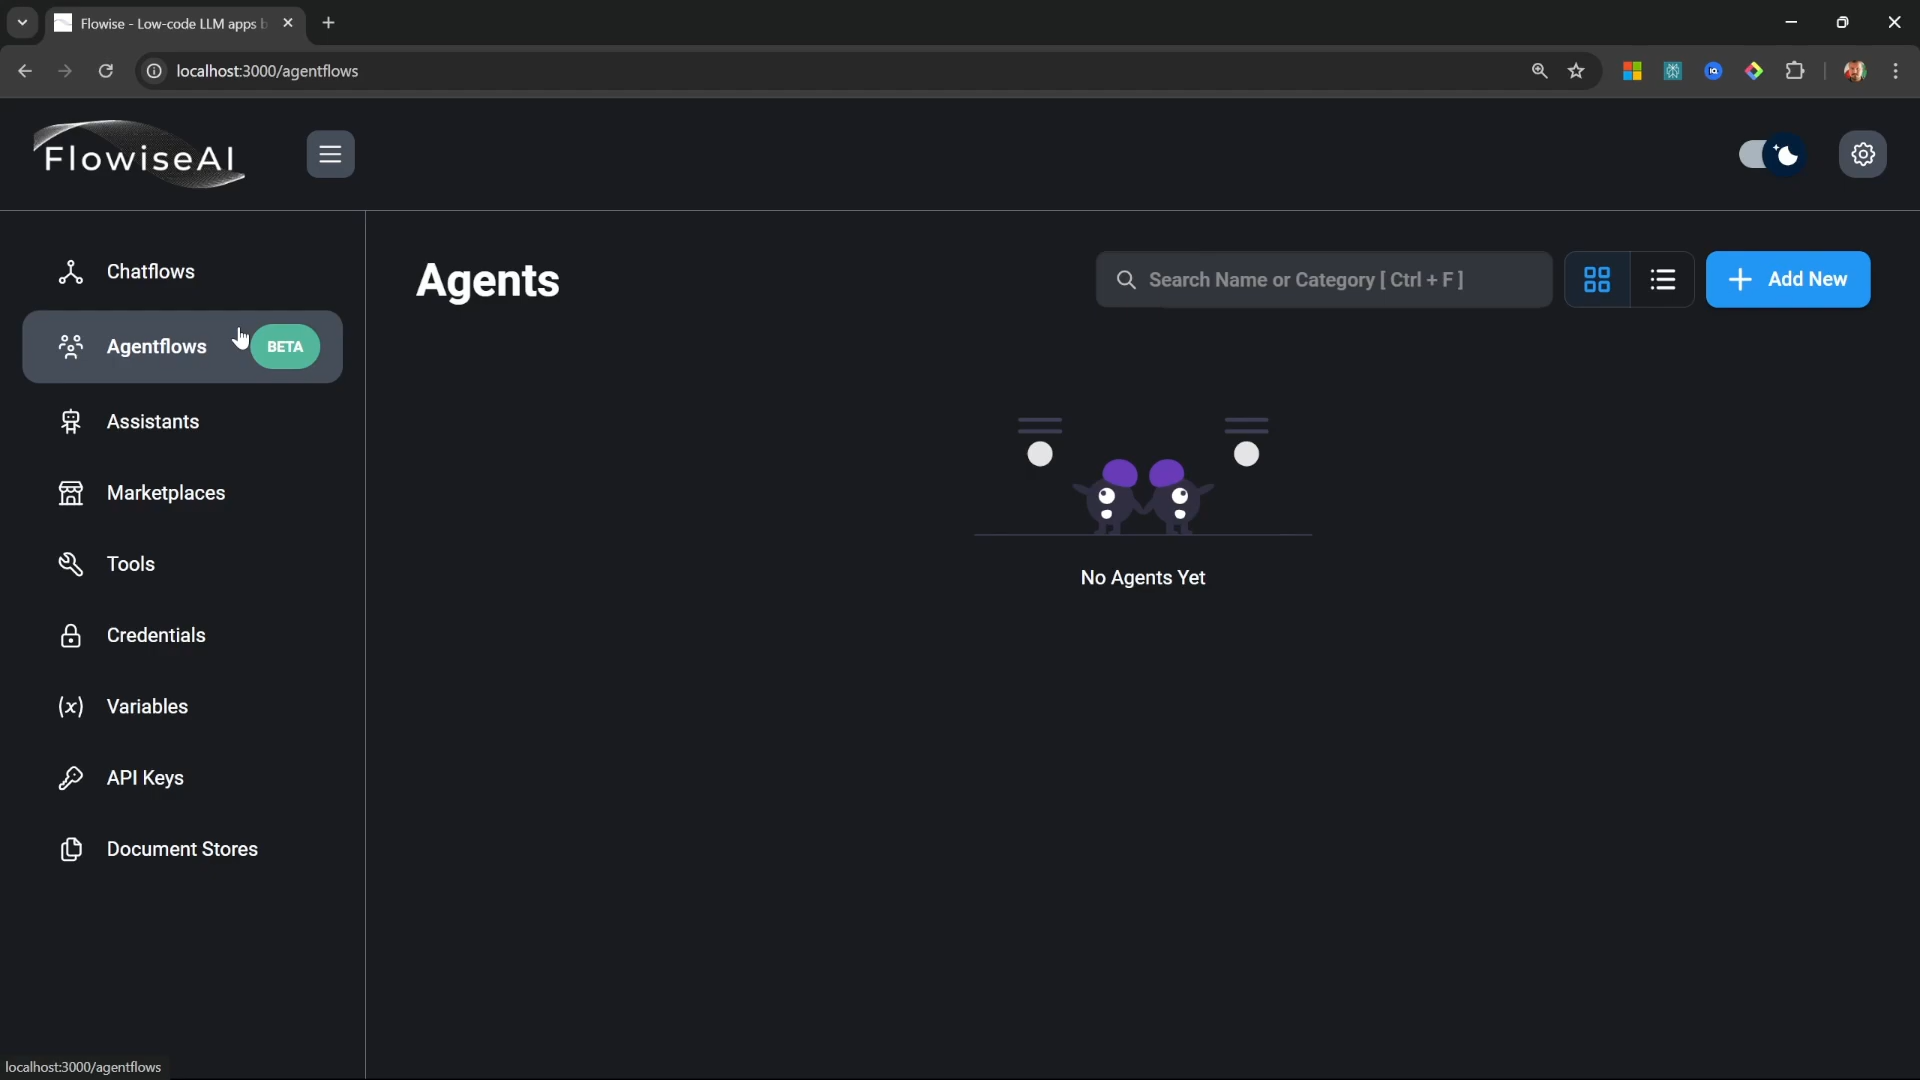 Flowise - Low-code LLM apps b
localhost:3000/agentflows
FlowiseAI
Chatflows
Agentflows
BETA
Assistants
Marketplaces
Tools
Credentials
Variables
API Keys
Document Stores
Agents
Search Name or Category [ Ctrl + F ]
Add New
No Agents Yet
localhost:3000/agentflows